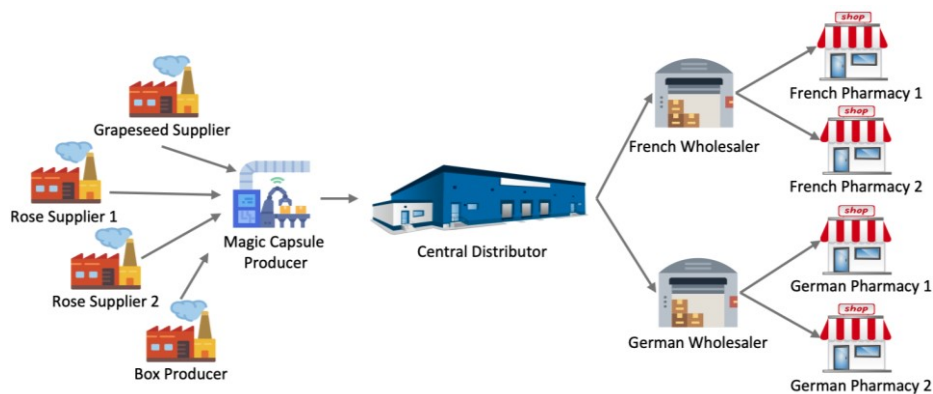 shop
French Pharmacy 1
Grapeseed Supplier
French Wholesaler
shop
French Pharmacy 2
Rose Supplier 1
Magic Capsule
Producer
Central Distributor
shop
German Pharmacy 1
Rose Supplier 2
German Wholesaler
shop
German Pharmacy 2
Box Producer